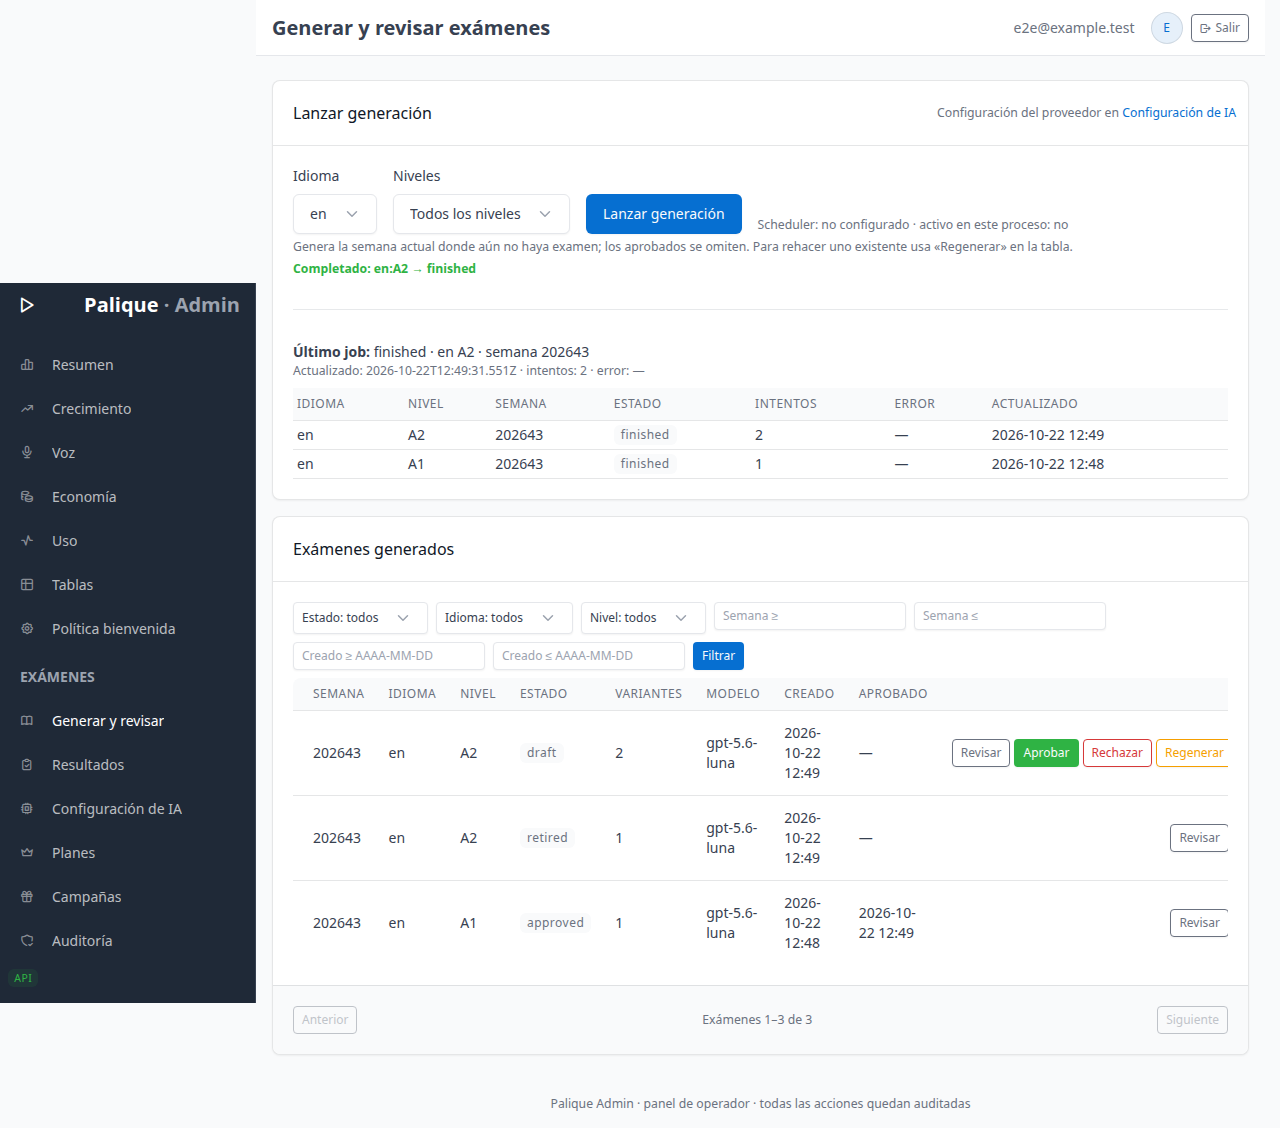 Generar y revisar exámenes
e2e@example.test
E
Salir
Palique · Admin
Resumen
Crecimiento
Voz
Economía
Uso
Tablas
Política bienvenida
EXÁMENES
Generar y revisar
Resultados
Configuración de IA
Planes
Campañas
Auditoría
API
Lanzar generación
Configuración del proveedor en Configuración de IA
Idioma Niveles
en Todos los niveles Lanzar generación Scheduler: no configurado · activo en este proceso: no
Genera la semana actual donde aún no haya examen; los aprobados se omiten. Para rehacer uno existente usa «Regenerar» en la tabla.
Completado: en:A2 → finished
Último job: finished · en A2 · semana 202643
Actualizado: 2026-10-22T12:49:31.551Z · intentos: 2 · error: —
IDIOMA NIVEL SEMANA ESTADO INTENTOS ERROR ACTUALIZADO
en A2 202643 finished 2 — 2026-10-22 12:49
en A1 202643 finished 1 — 2026-10-22 12:48
Exámenes generados
Estado: todos Idioma: todos Nivel: todos Semana ≥ Semana ≤
Creado ≥ AAAA-MM-DD Creado ≤ AAAA-MM-DD Filtrar
SEMANA IDIOMA NIVEL ESTADO VARIANTES MODELO CREADO APROBADO
202643 en A2 draft 2 gpt-5.6-luna 2026-10-22 12:49 — Revisar Aprobar Rechazar Regenerar
202643 en A2 retired 1 gpt-5.6-luna 2026-10-22 12:49 — Revisar
202643 en A1 approved 1 gpt-5.6-luna 2026-10-22 12:48 2026-10-22 12:49 Revisar
Anterior Exámenes 1–3 de 3 Siguiente
Palique Admin · panel de operador · todas las acciones quedan auditadas